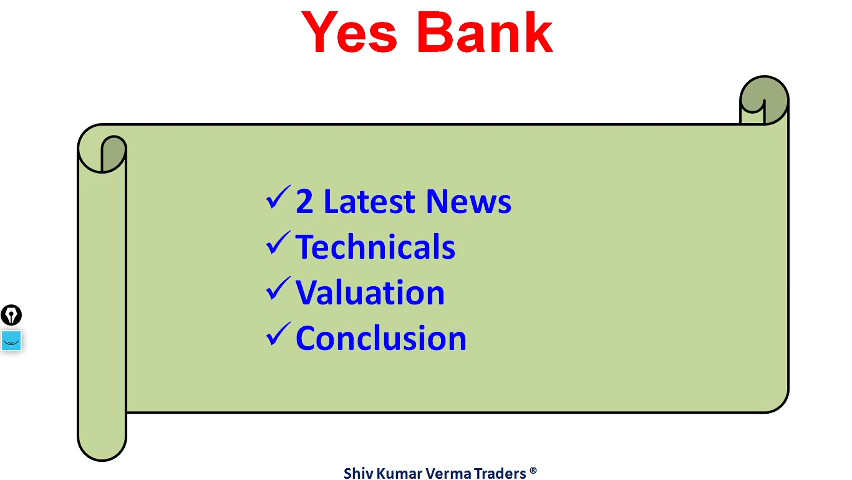 Yes Bank
✓2 Latest News
✓Technicals
✓Valuation
✓Conclusion
Shiv Kumar Verma Traders ®